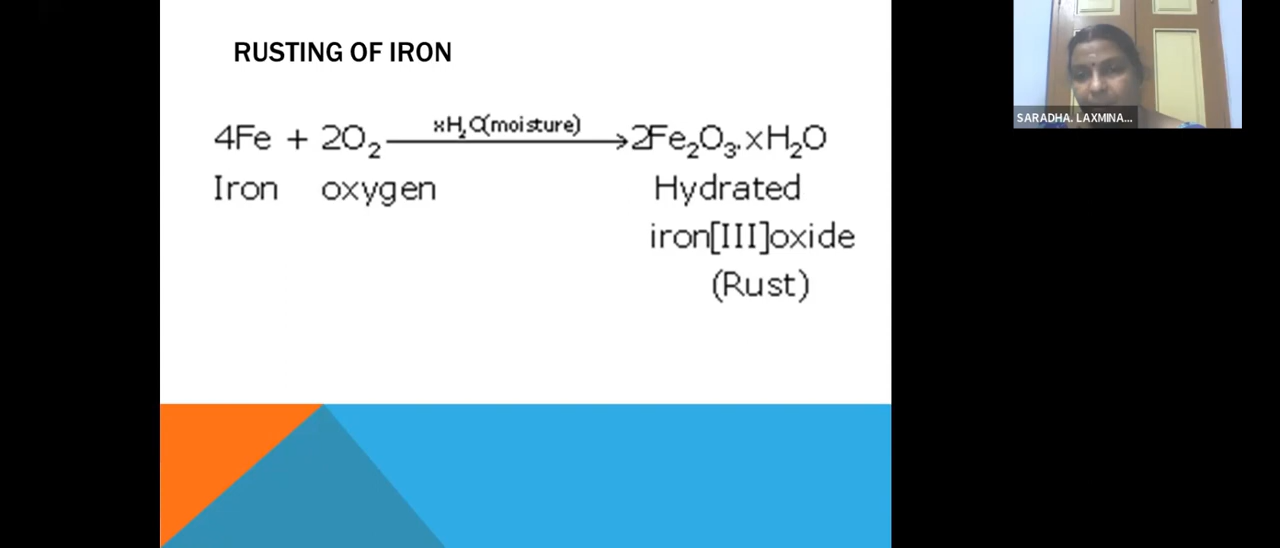 RUSTING OF IRON
xH₂O(moisture)
4Fe + 2O₂ ⟶ 2Fe₂O₃.xH₂O
Iron oxygen Hydrated
iron[III]oxide
(Rust)
SARADHA. LAXMINA...